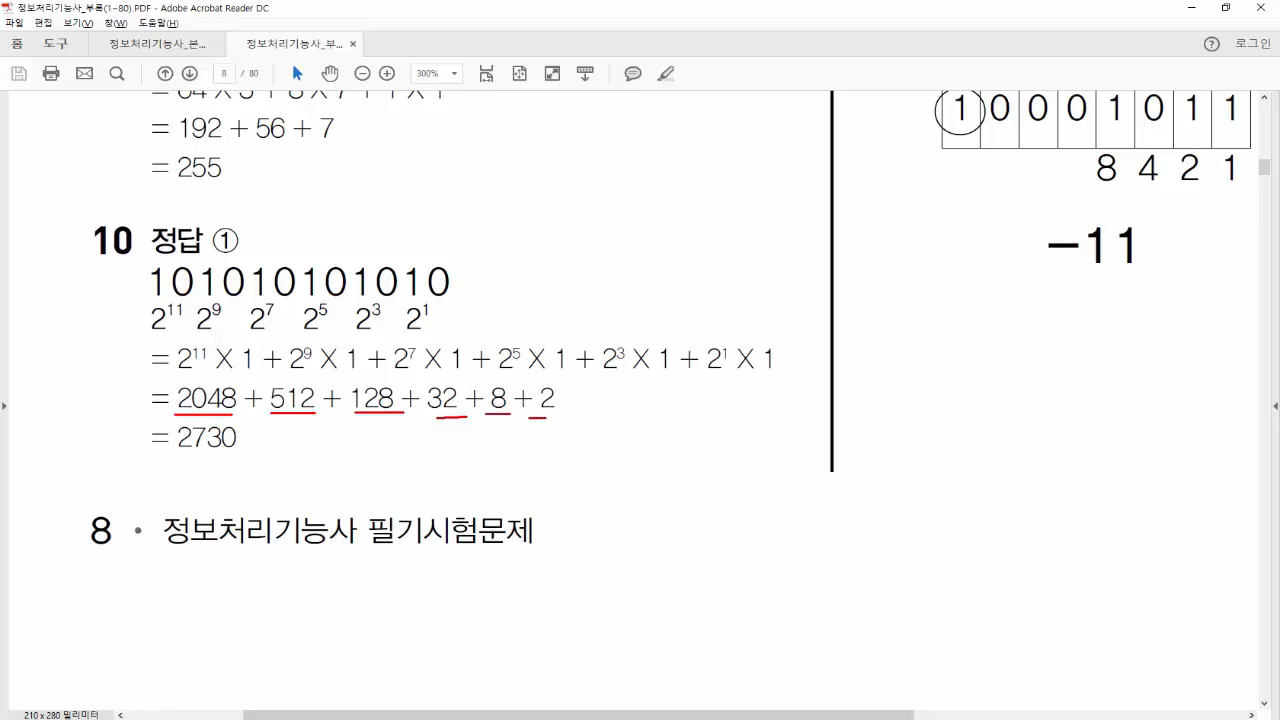 정보처리기능사_부록(1~80).PDF - Adobe Acrobat Reader DC
파일 편집 보기(V) 창(W) 도움말(H)
홈 도구 정보처리기능사_본... 정보처리기능사_부... × 로그인
8 / 80 300%
= 64 X 3 + 8 X 7 + 1 X 7
= 192 + 56 + 7
= 255
10 정답 ①
101010101010
2¹¹ 2⁹ 2⁷ 2⁵ 2³ 2¹
= 2¹¹ X 1 + 2⁹ X 1 + 2⁷ X 1 + 2⁵ X 1 + 2³ X 1 + 2¹ X 1
= 2048 + 512 + 128 + 32 + 8 + 2
= 2730
8 • 정보처리기능사 필기시험문제
1 0 0 0 1 0 1 1
8 4 2 1
-11
210 x 280 밀리미터